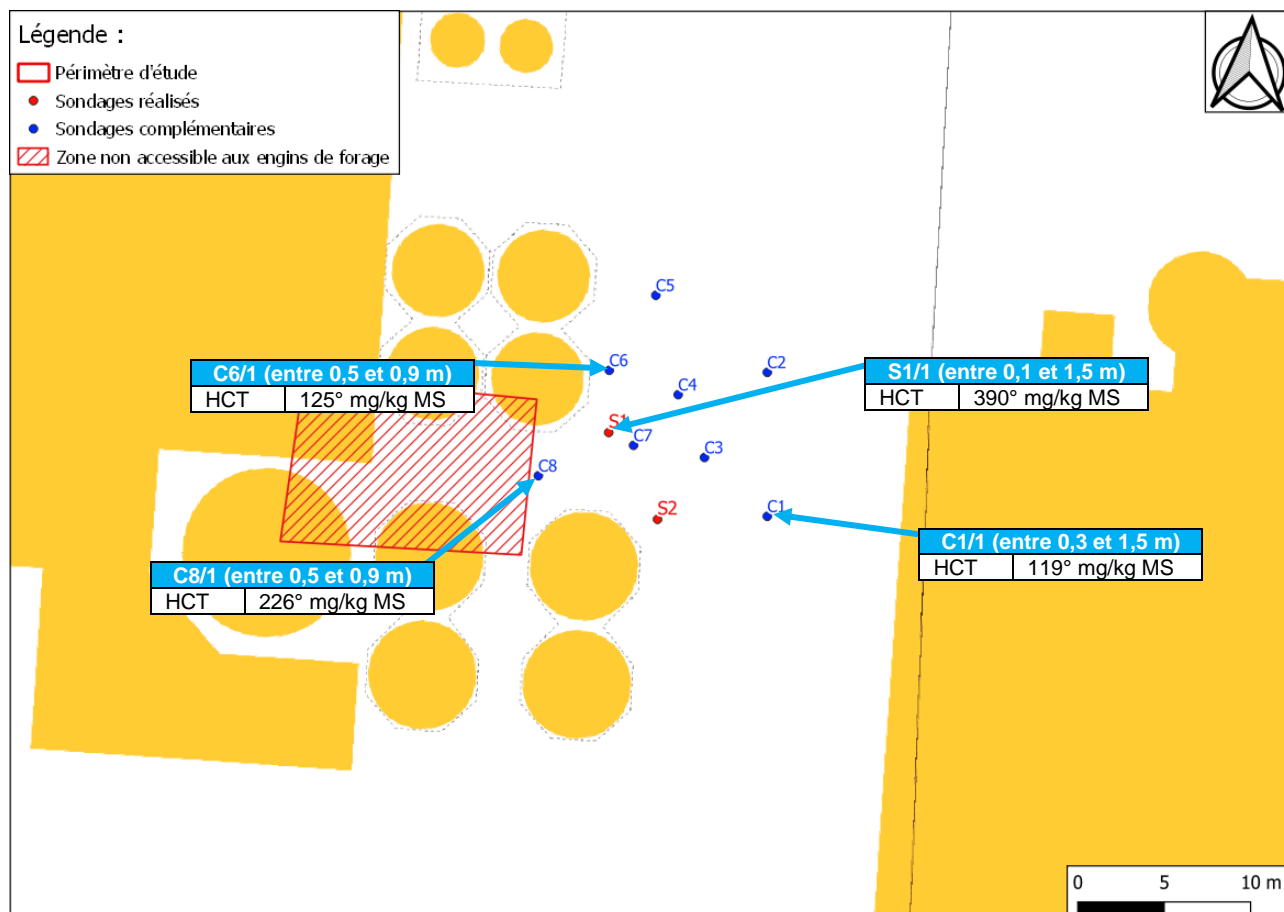 Légende :
Périmètre d'étude
Sondages réalisés
Sondages complémentaires
Zone non accessible aux engins de forage
C5
C6/1 (entre 0,5 et 0,9 m)
HCT 125° mg/kg MS
C6
C2
S1/1 (entre 0,1 et 1,5 m)
HCT 390° mg/kg MS
C4
S1
C7
C3
C8
S2
C1
C1/1 (entre 0,3 et 1,5 m)
HCT 119° mg/kg MS
C8/1 (entre 0,5 et 0,9 m)
HCT 226° mg/kg MS
0 5 10 m